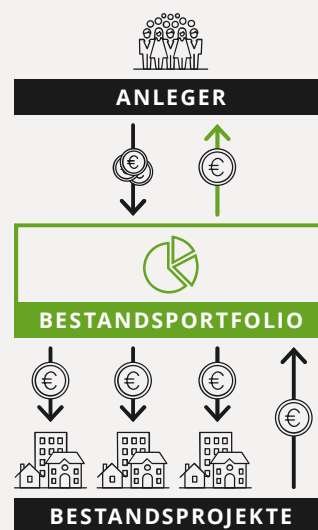 ANLEGER
€ €
BESTANDSPORTFOLIO
€ € €
€
BESTANDSPROJEKTE